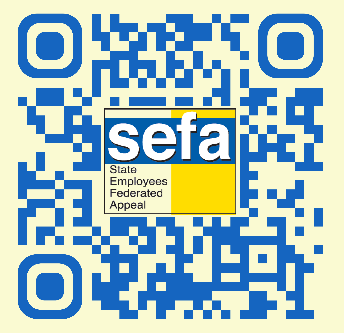 sefa
State
Employees
Federated
Appeal